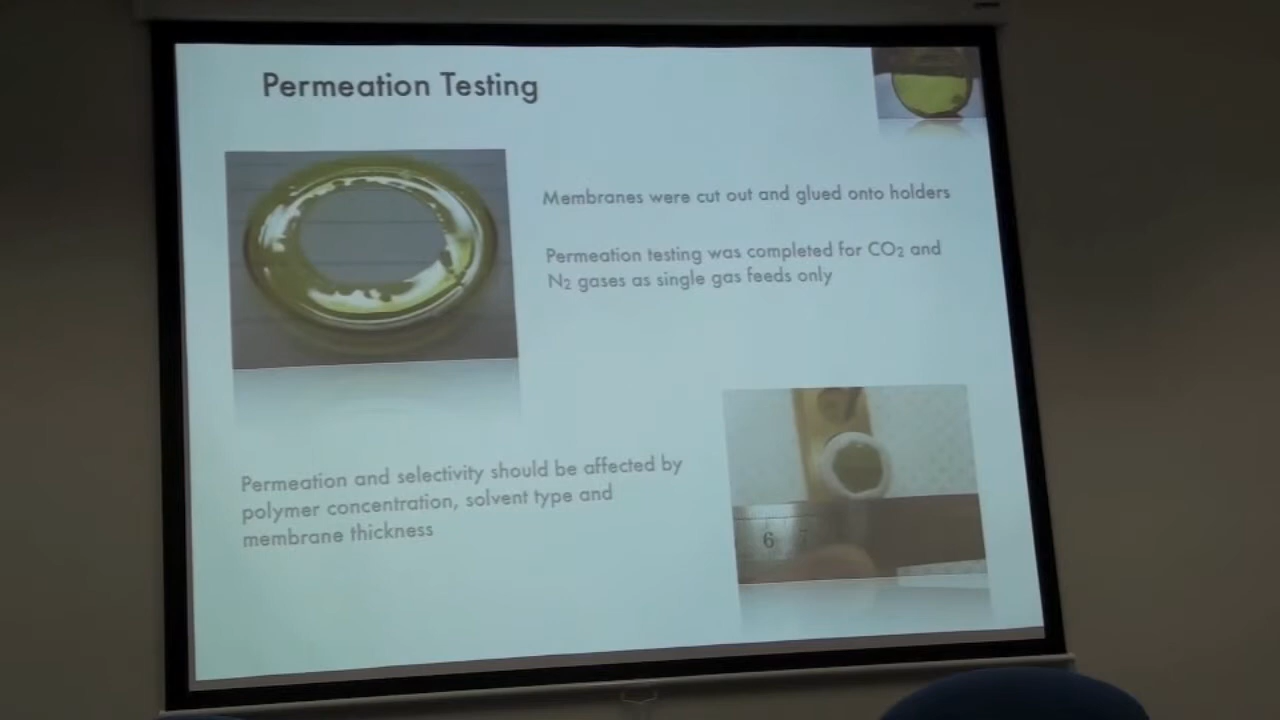 Permeation Testing
Membranes were cut out and glued onto holders
Permeation testing was completed for CO₂ and
N₂ gases as single gas feeds only
Permeation and selectivity should be affected by
polymer concentration, solvent type and
membrane thickness
6